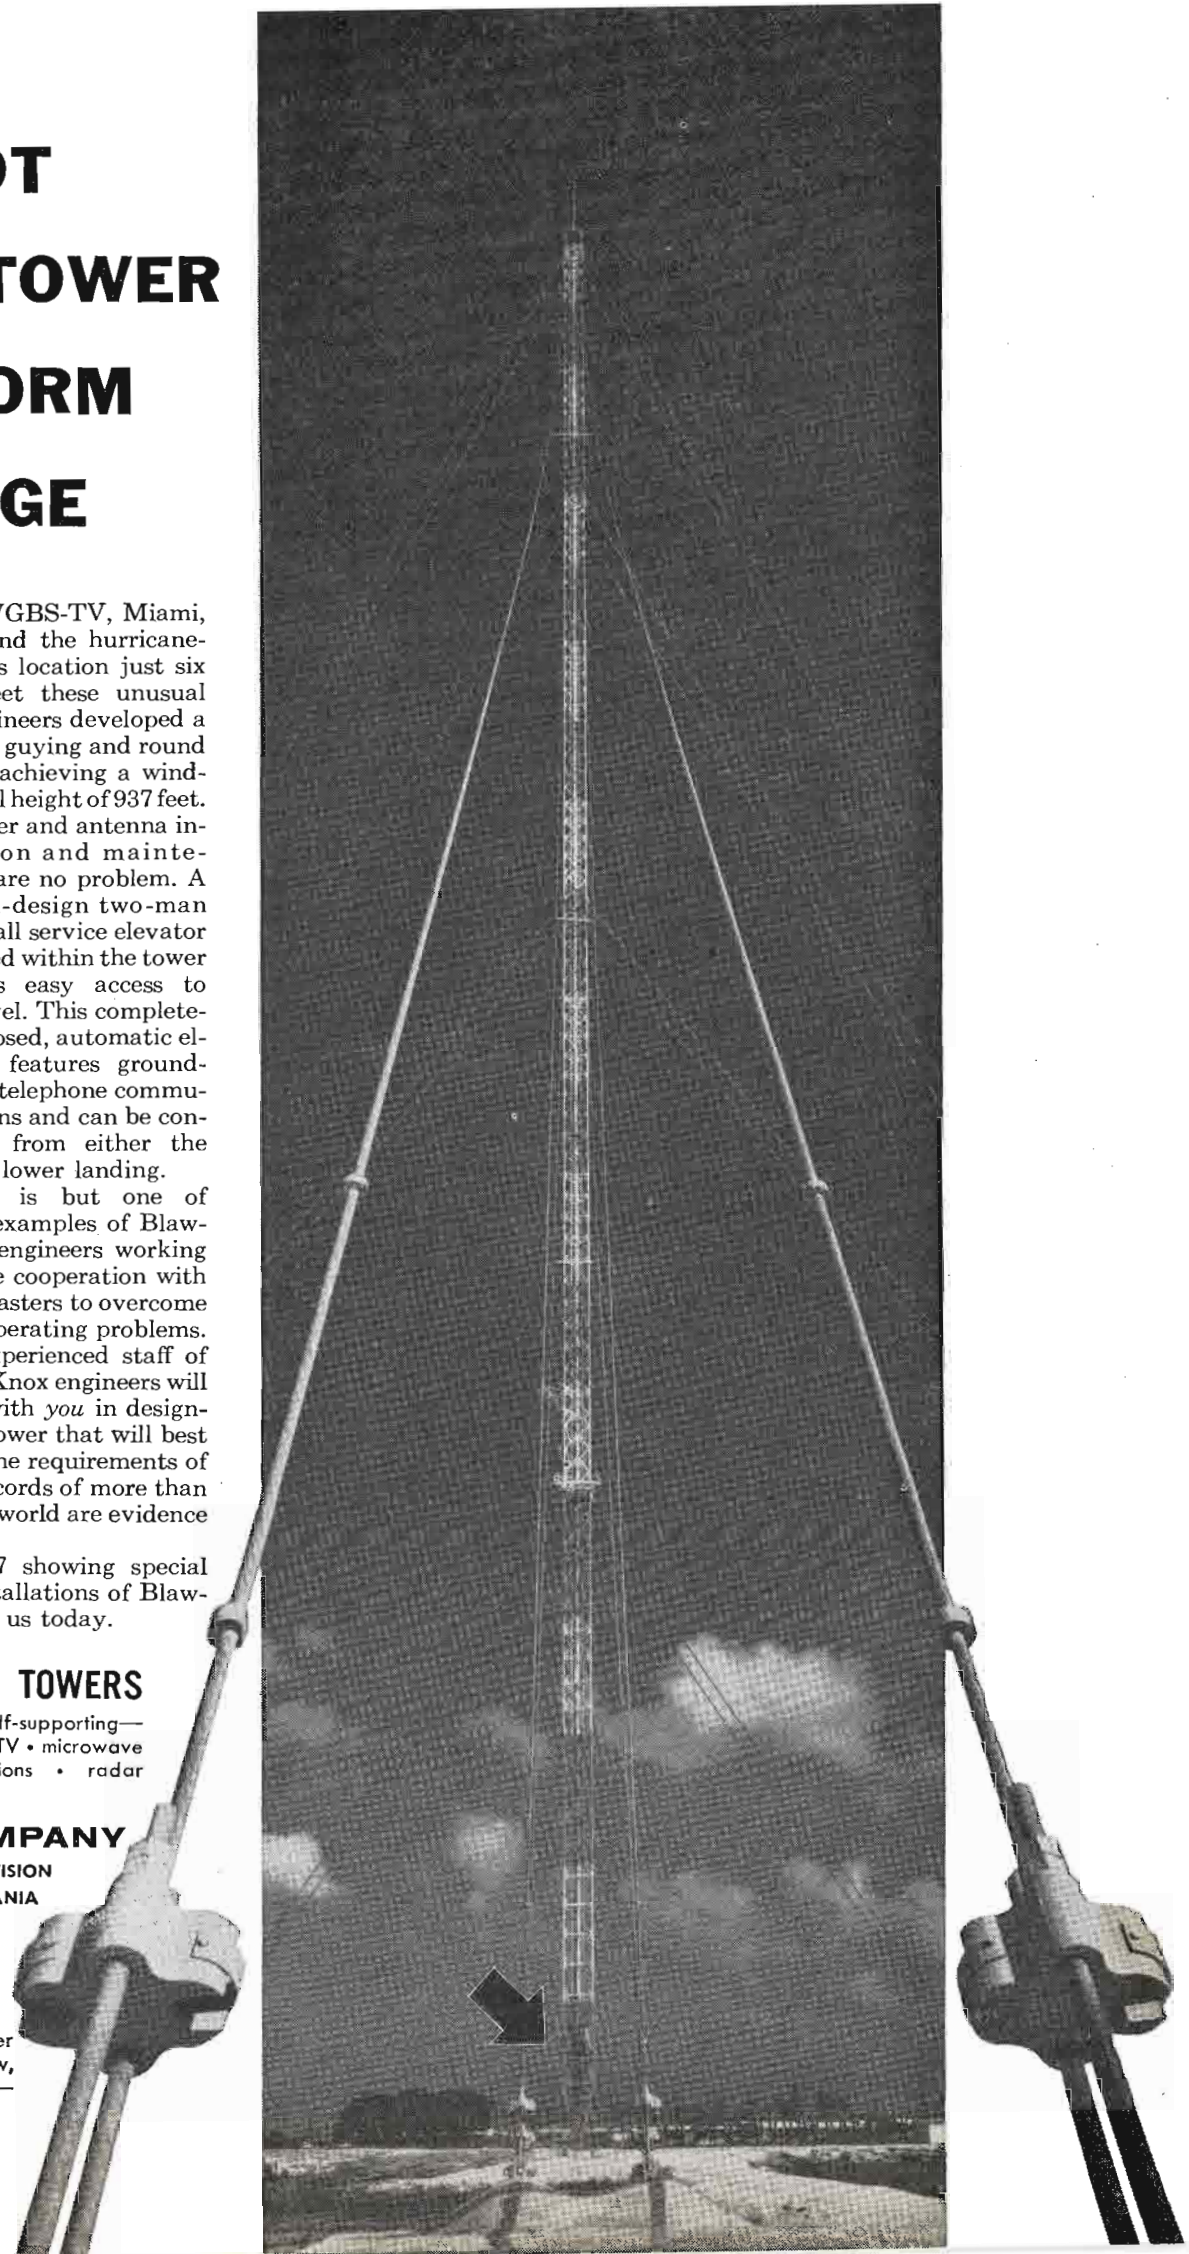 OT
TOWER
ORM
GE
/GBS-TV, Miami,
nd the hurricane-
s location just six
et these unusual
ineers developed a
guying and round
achieving a wind-
l height of 937 feet.
er and antenna in-
on and mainte-
are no problem. A
-design two-man
all service elevator
d within the tower
s easy access to
el. This complete-
osed, automatic el-
features ground-
telephone commu-
ns and can be con-
from either the
lower landing.
is but one of
examples of Blaw-
engineers working
e cooperation with
asters to overcome
perating problems.
perienced staff of
Knox engineers will
ith you in design-
ower that will best
he requirements of
cords of more than
world are evidence
7 showing special
tallations of Blaw-
us today.
TOWERS
lf-supporting—
TV • microwave
ions • radar
MPANY
ISION
ANIA
er
w,